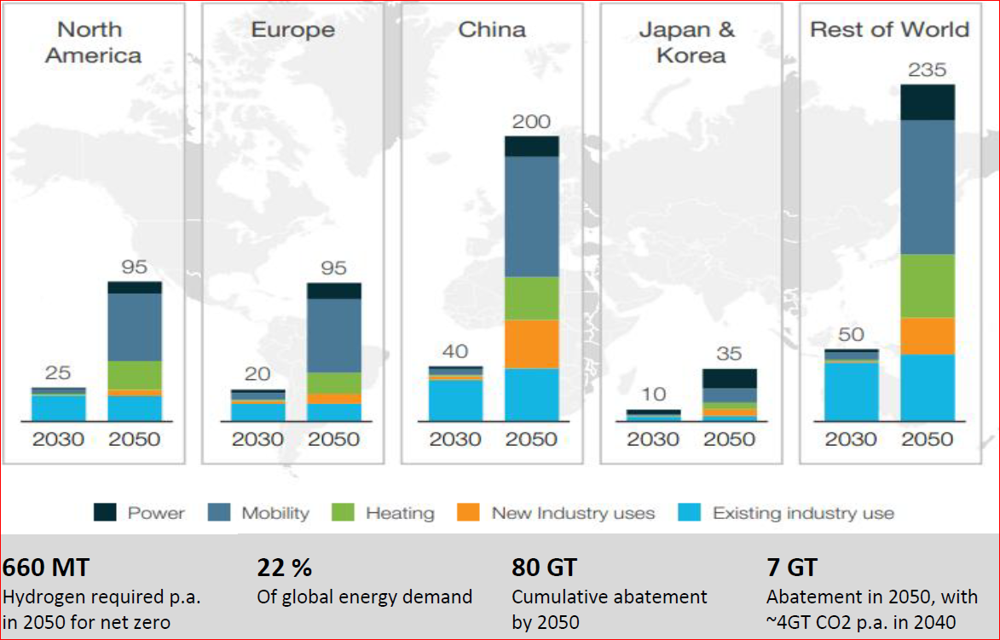 North
America
Europe
China
Japan &
Korea
Rest of World
95
25
2030 2050
95
20
2030 2050
200
40
2030 2050
35
10
2030 2050
235
50
2030 2050
Power
Mobility
Heating
New Industry uses
Existing industry use
660 MT
Hydrogen required p.a.
in 2050 for net zero
22 %
Of global energy demand
80 GT
Cumulative abatement
by 2050
7 GT
Abatement in 2050, with
~4GT CO2 p.a. in 2040